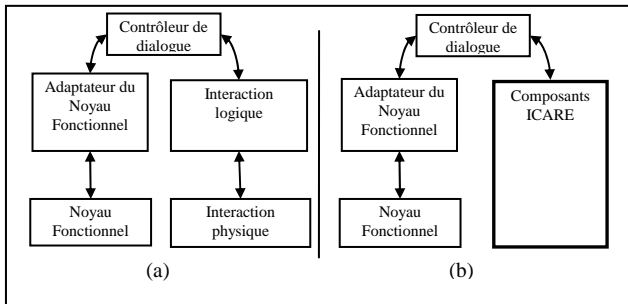 Contrôleur de
dialogue
Adaptateur du
Noyau
Fonctionnel
Interaction
logique
Noyau
Fonctionnel
Interaction
physique
(a)
Contrôleur de
dialogue
Adaptateur du
Noyau
Fonctionnel
Composants
ICARE
Noyau
Fonctionnel
(b)